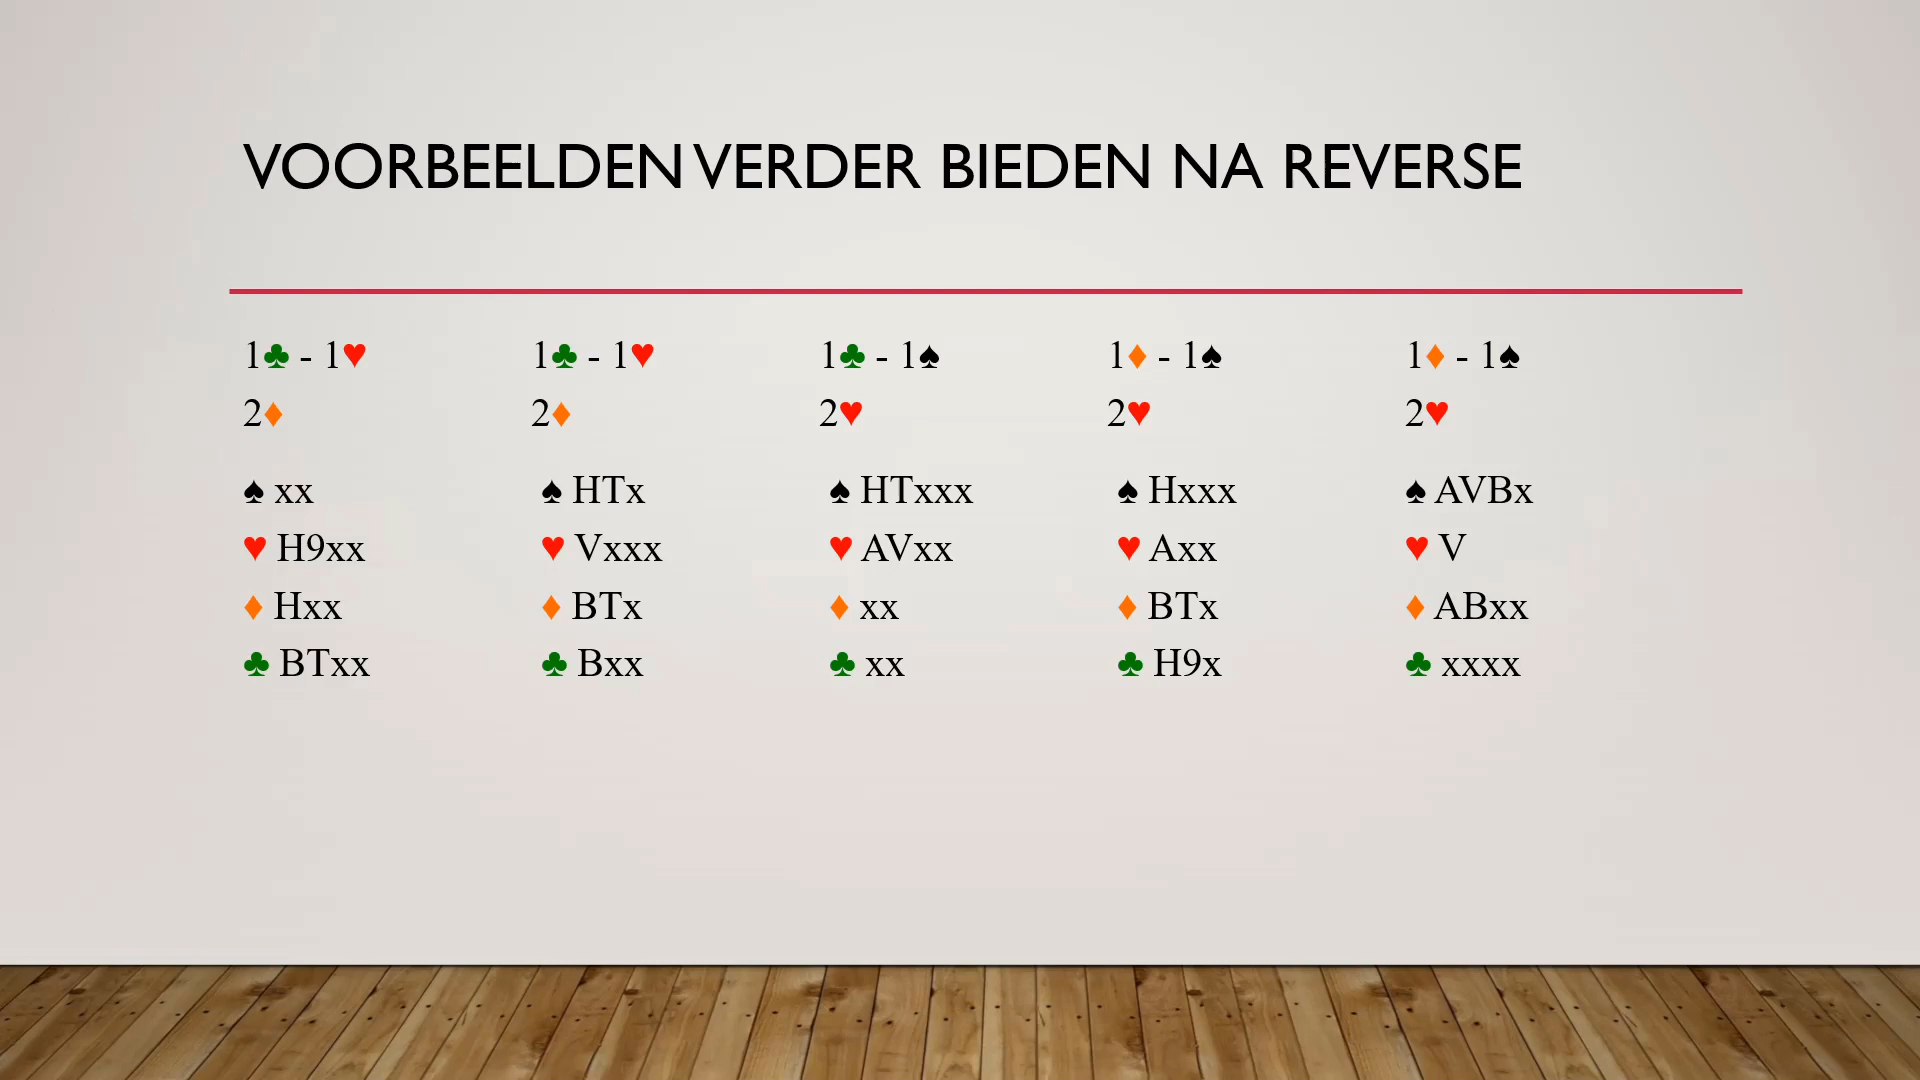 VOORBEELDEN VERDER BIEDEN NA REVERSE
1♣ - 1♥ 1♣ - 1♥ 1♣ - 1♠ 1♦ - 1♠ 1♦ - 1♠
2♦ 2♦ 2♥ 2♥ 2♥
♠ xx ♠ HTx ♠ HTxxx ♠ Hxxx ♠ AVBx
♥ H9xx ♥ Vxxx ♥ AVxx ♥ Axx ♥ V
♦ Hxx ♦ BTx ♦ xx ♦ BTx ♦ ABxx
♣ BTxx ♣ Bxx ♣ xx ♣ H9x ♣ xxxx